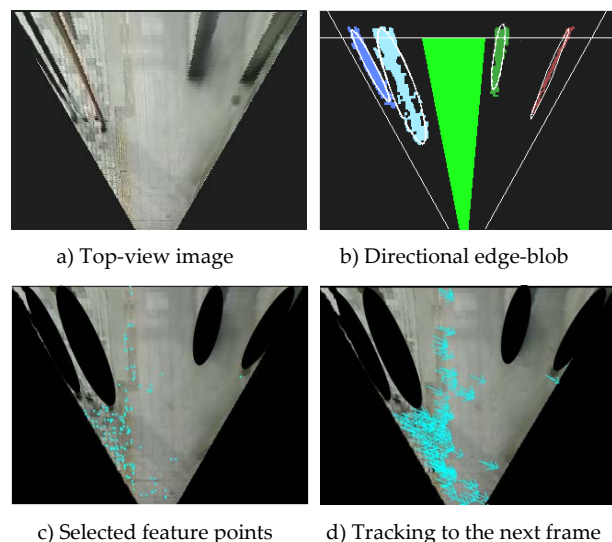 a) Top-view image
b) Directional edge-blob
c) Selected feature points
d) Tracking to the next frame